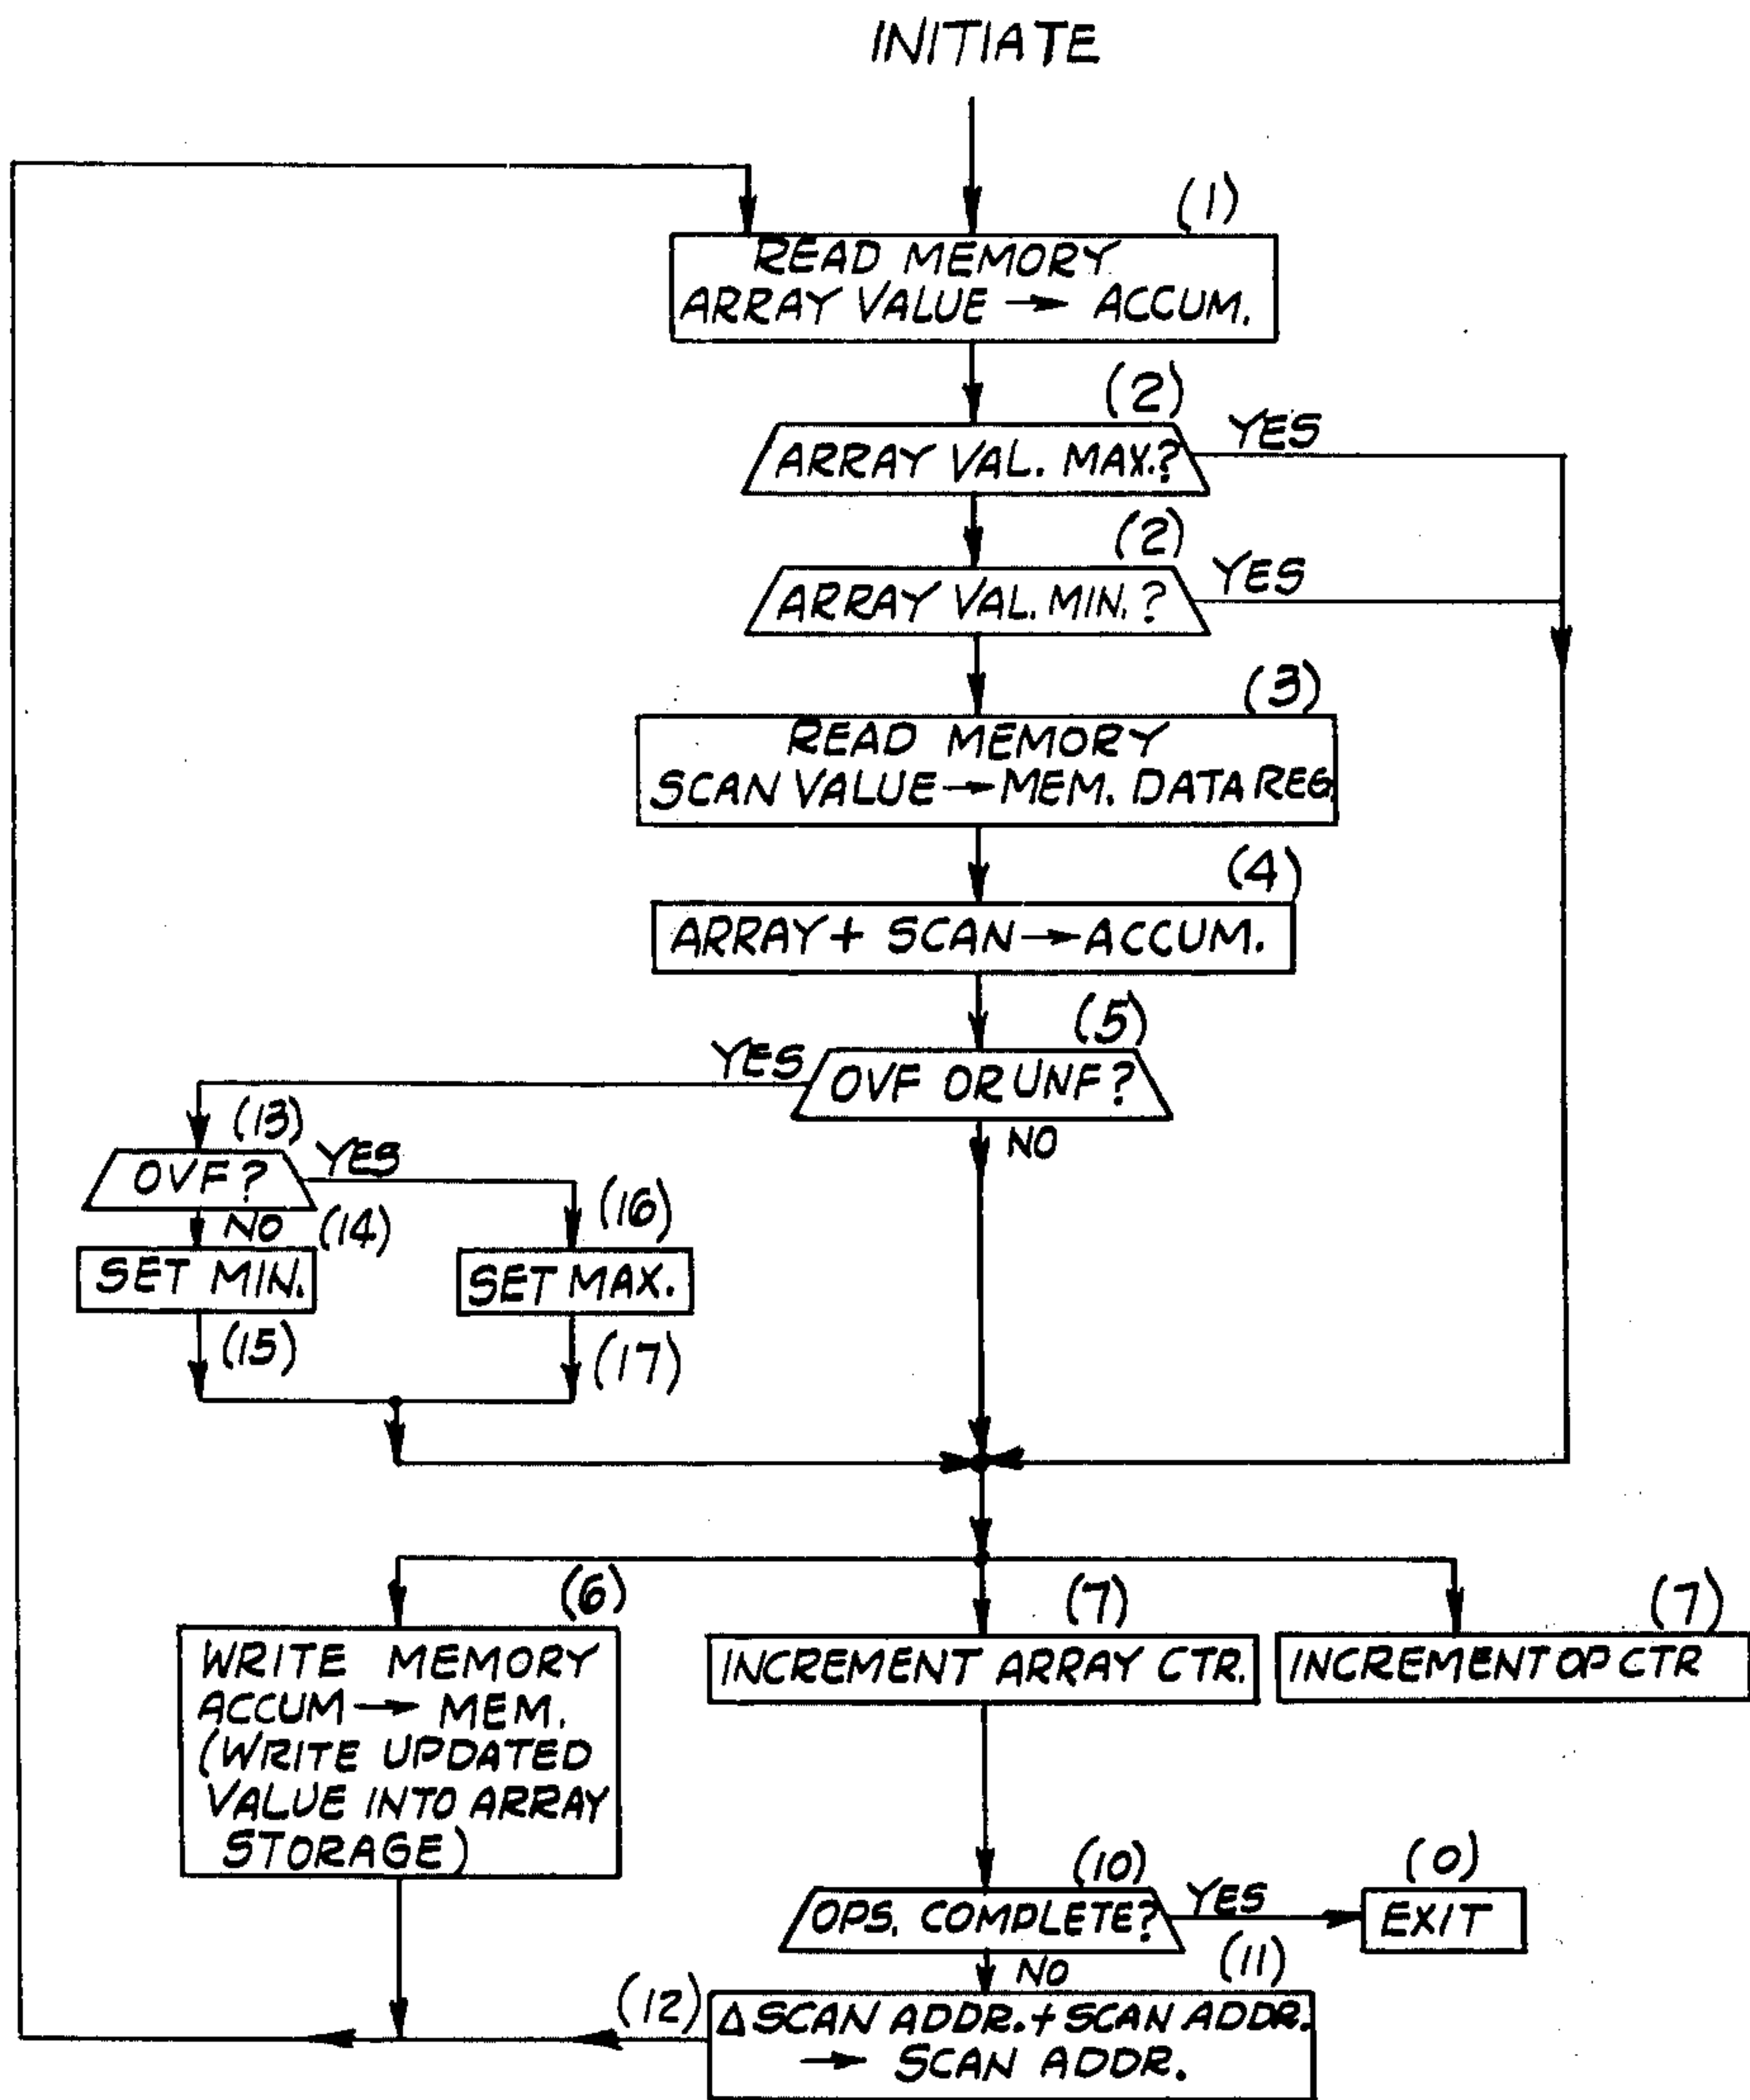 INITIATE
(1)
READ MEMORY
ARRAY VALUE → ACCUM.
(2)
ARRAY VAL. MAX.?
YES
(2)
ARRAY VAL. MIN.?
YES
(3)
READ MEMORY
SCAN VALUE → MEM. DATA REG.
(4)
ARRAY + SCAN → ACCUM.
(5)
OVF OR UNF?
YES
NO
(13)
OVF?
YES
NO
(14)
SET MIN.
(15)
(16)
SET MAX.
(17)
(6)
WRITE MEMORY
ACCUM → MEM.
(WRITE UPDATED
VALUE INTO ARRAY
STORAGE)
(7)
INCREMENT ARRAY CTR.
(7)
INCREMENT OP CTR
(10)
OPS. COMPLETE?
YES
(0)
EXIT
NO
(11)
Δ SCAN ADDR. + SCAN ADDR.
→ SCAN ADDR.
(12)